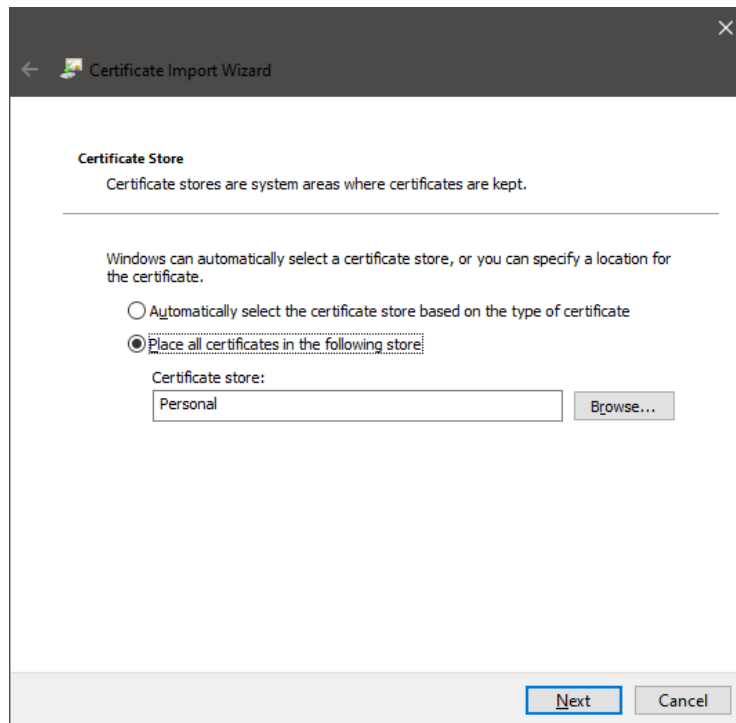 Certificate Import Wizard
Certificate Store
Certificate stores are system areas where certificates are kept.
Windows can automatically select a certificate store, or you can specify a location for
the certificate.
Automatically select the certificate store based on the type of certificate
Place all certificates in the following store
Certificate store:
Personal
Browse...
Next
Cancel